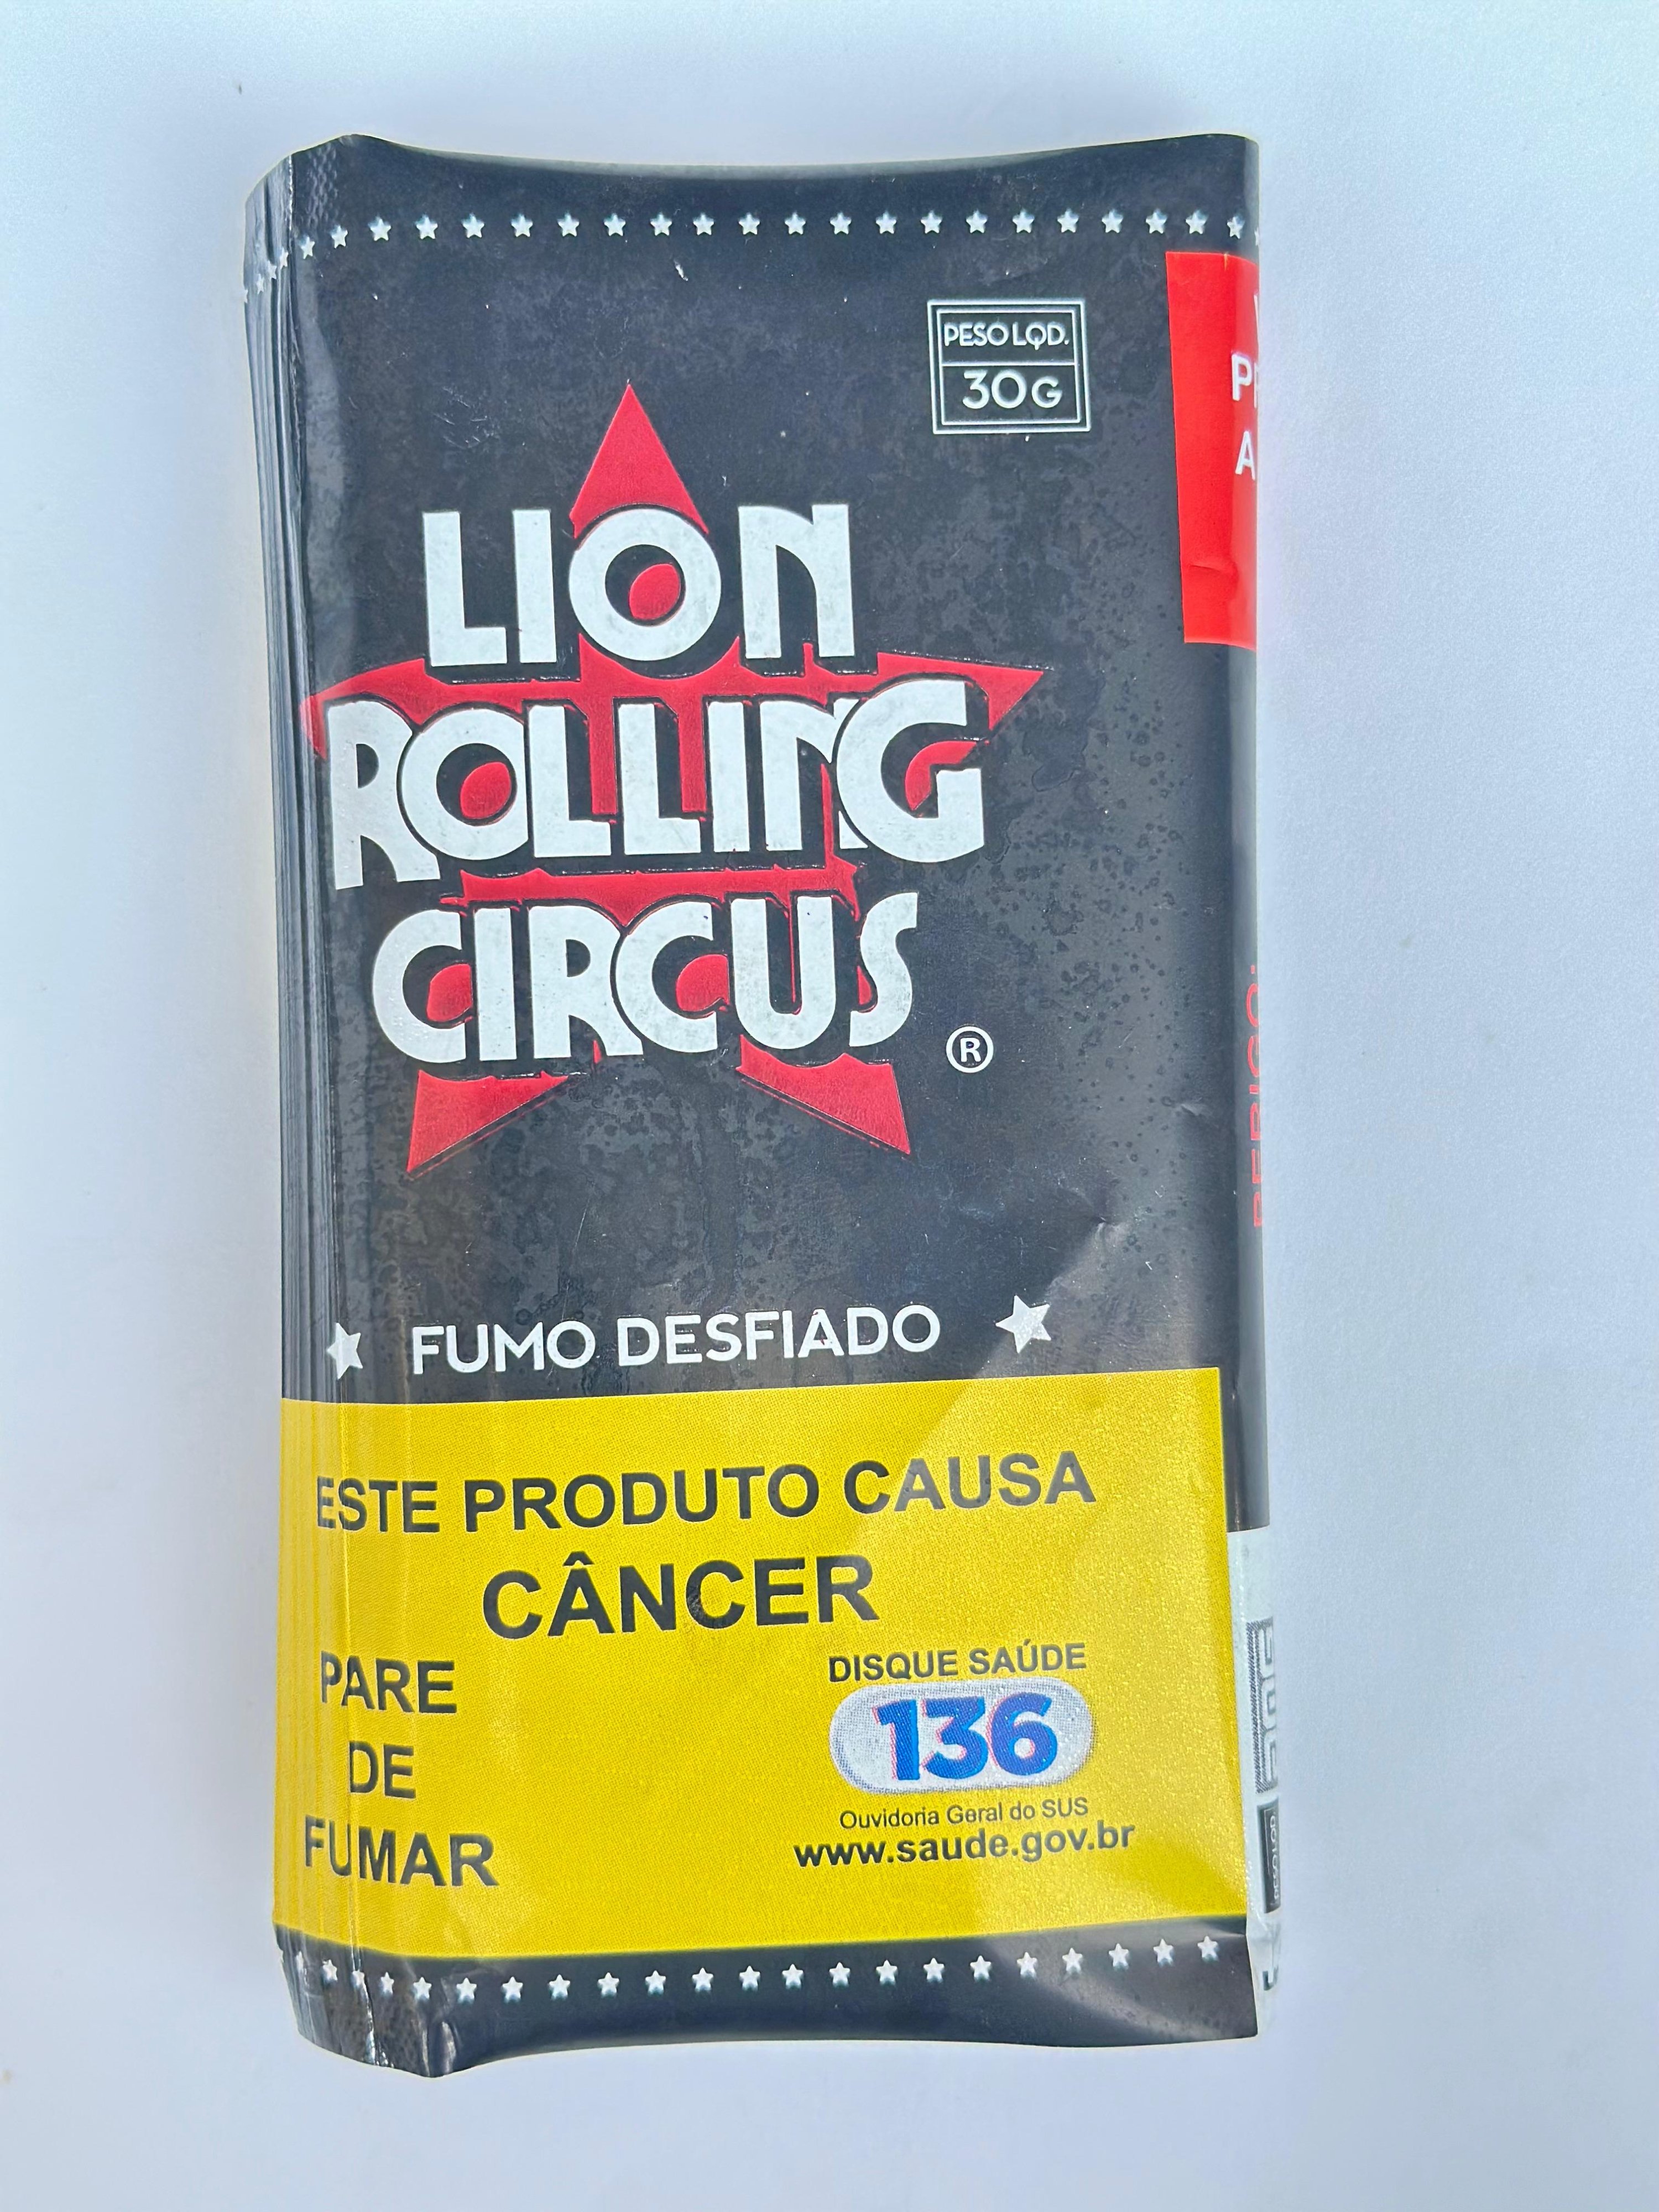 PESO LQD.
30G
LION
ROLLING
CIRCUS
®
FUMO DESFIADO
ESTE PRODUTO CAUSA
CÂNCER
PARE
DE
FUMAR
DISQUE SAÚDE
136
Ouvidoria Geral do SUS
www.saude.gov.br